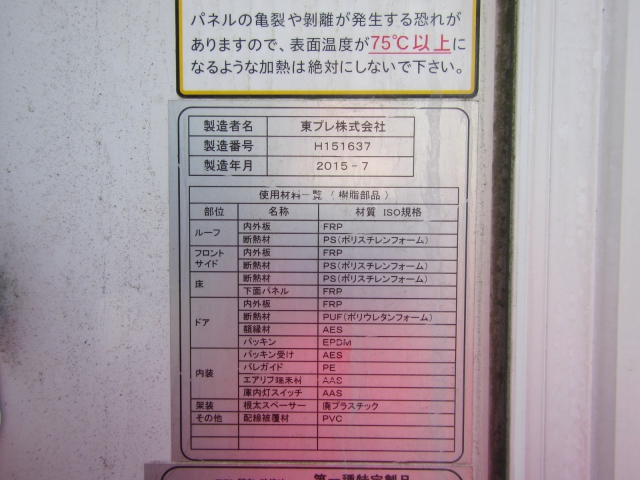 パネルの亀裂や剥離が発生する恐れが
ありますので、表面温度が75℃以上に
なるような加熱は絶対にしないで下さい。
製造者名 東プレ株式会社
製造番号 H151637
製造年月 2015-7
使用材料一覧 (樹脂部品)
部位 名称 材質 ISO規格
ルーフ 内外板 FRP
断熱材 PS(ポリスチレンフォーム)
フロントサイド 内外板 FRP
断熱材 PS(ポリスチレンフォーム)
床 断熱材 PS(ポリスチレンフォーム)
下面パネル FRP
ドア 内外板 FRP
断熱材 PUF(ポリウレタンフォーム)
額縁材 AES
パッキン EPDM
内装 パッキン受け AES
バレガイド PE
エアリブ端末材 AAS
庫内灯スイッチ AAS
架装 根太スペーサー 廃プラスチック
その他 配線被覆材 PVC
第一種特定製品